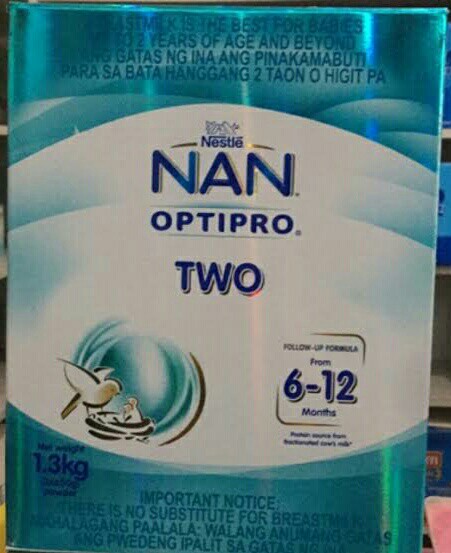 BREASTMILK IS THE BEST FOR BABIES
TO 2 YEARS OF AGE AND BEYOND
ANG GATAS NG INA ANG PINAKAMABUTI
PARA SA BATA HANGGANG 2 TAON O HIGIT PA
Nestlé
NAN
OPTIPRO
TWO
FOLLOW-UP FORMULA
From
6-12
Months
Protein source from
fractionated cow's milk*
Net weight
1.3kg
powder
IMPORTANT NOTICE:
THERE IS NO SUBSTITUTE FOR BREASTMILK
MAHALAGANG PAALALA: WALANG ANUMANG GATAS
ANG PWEDENG IPALIT SA GATAS